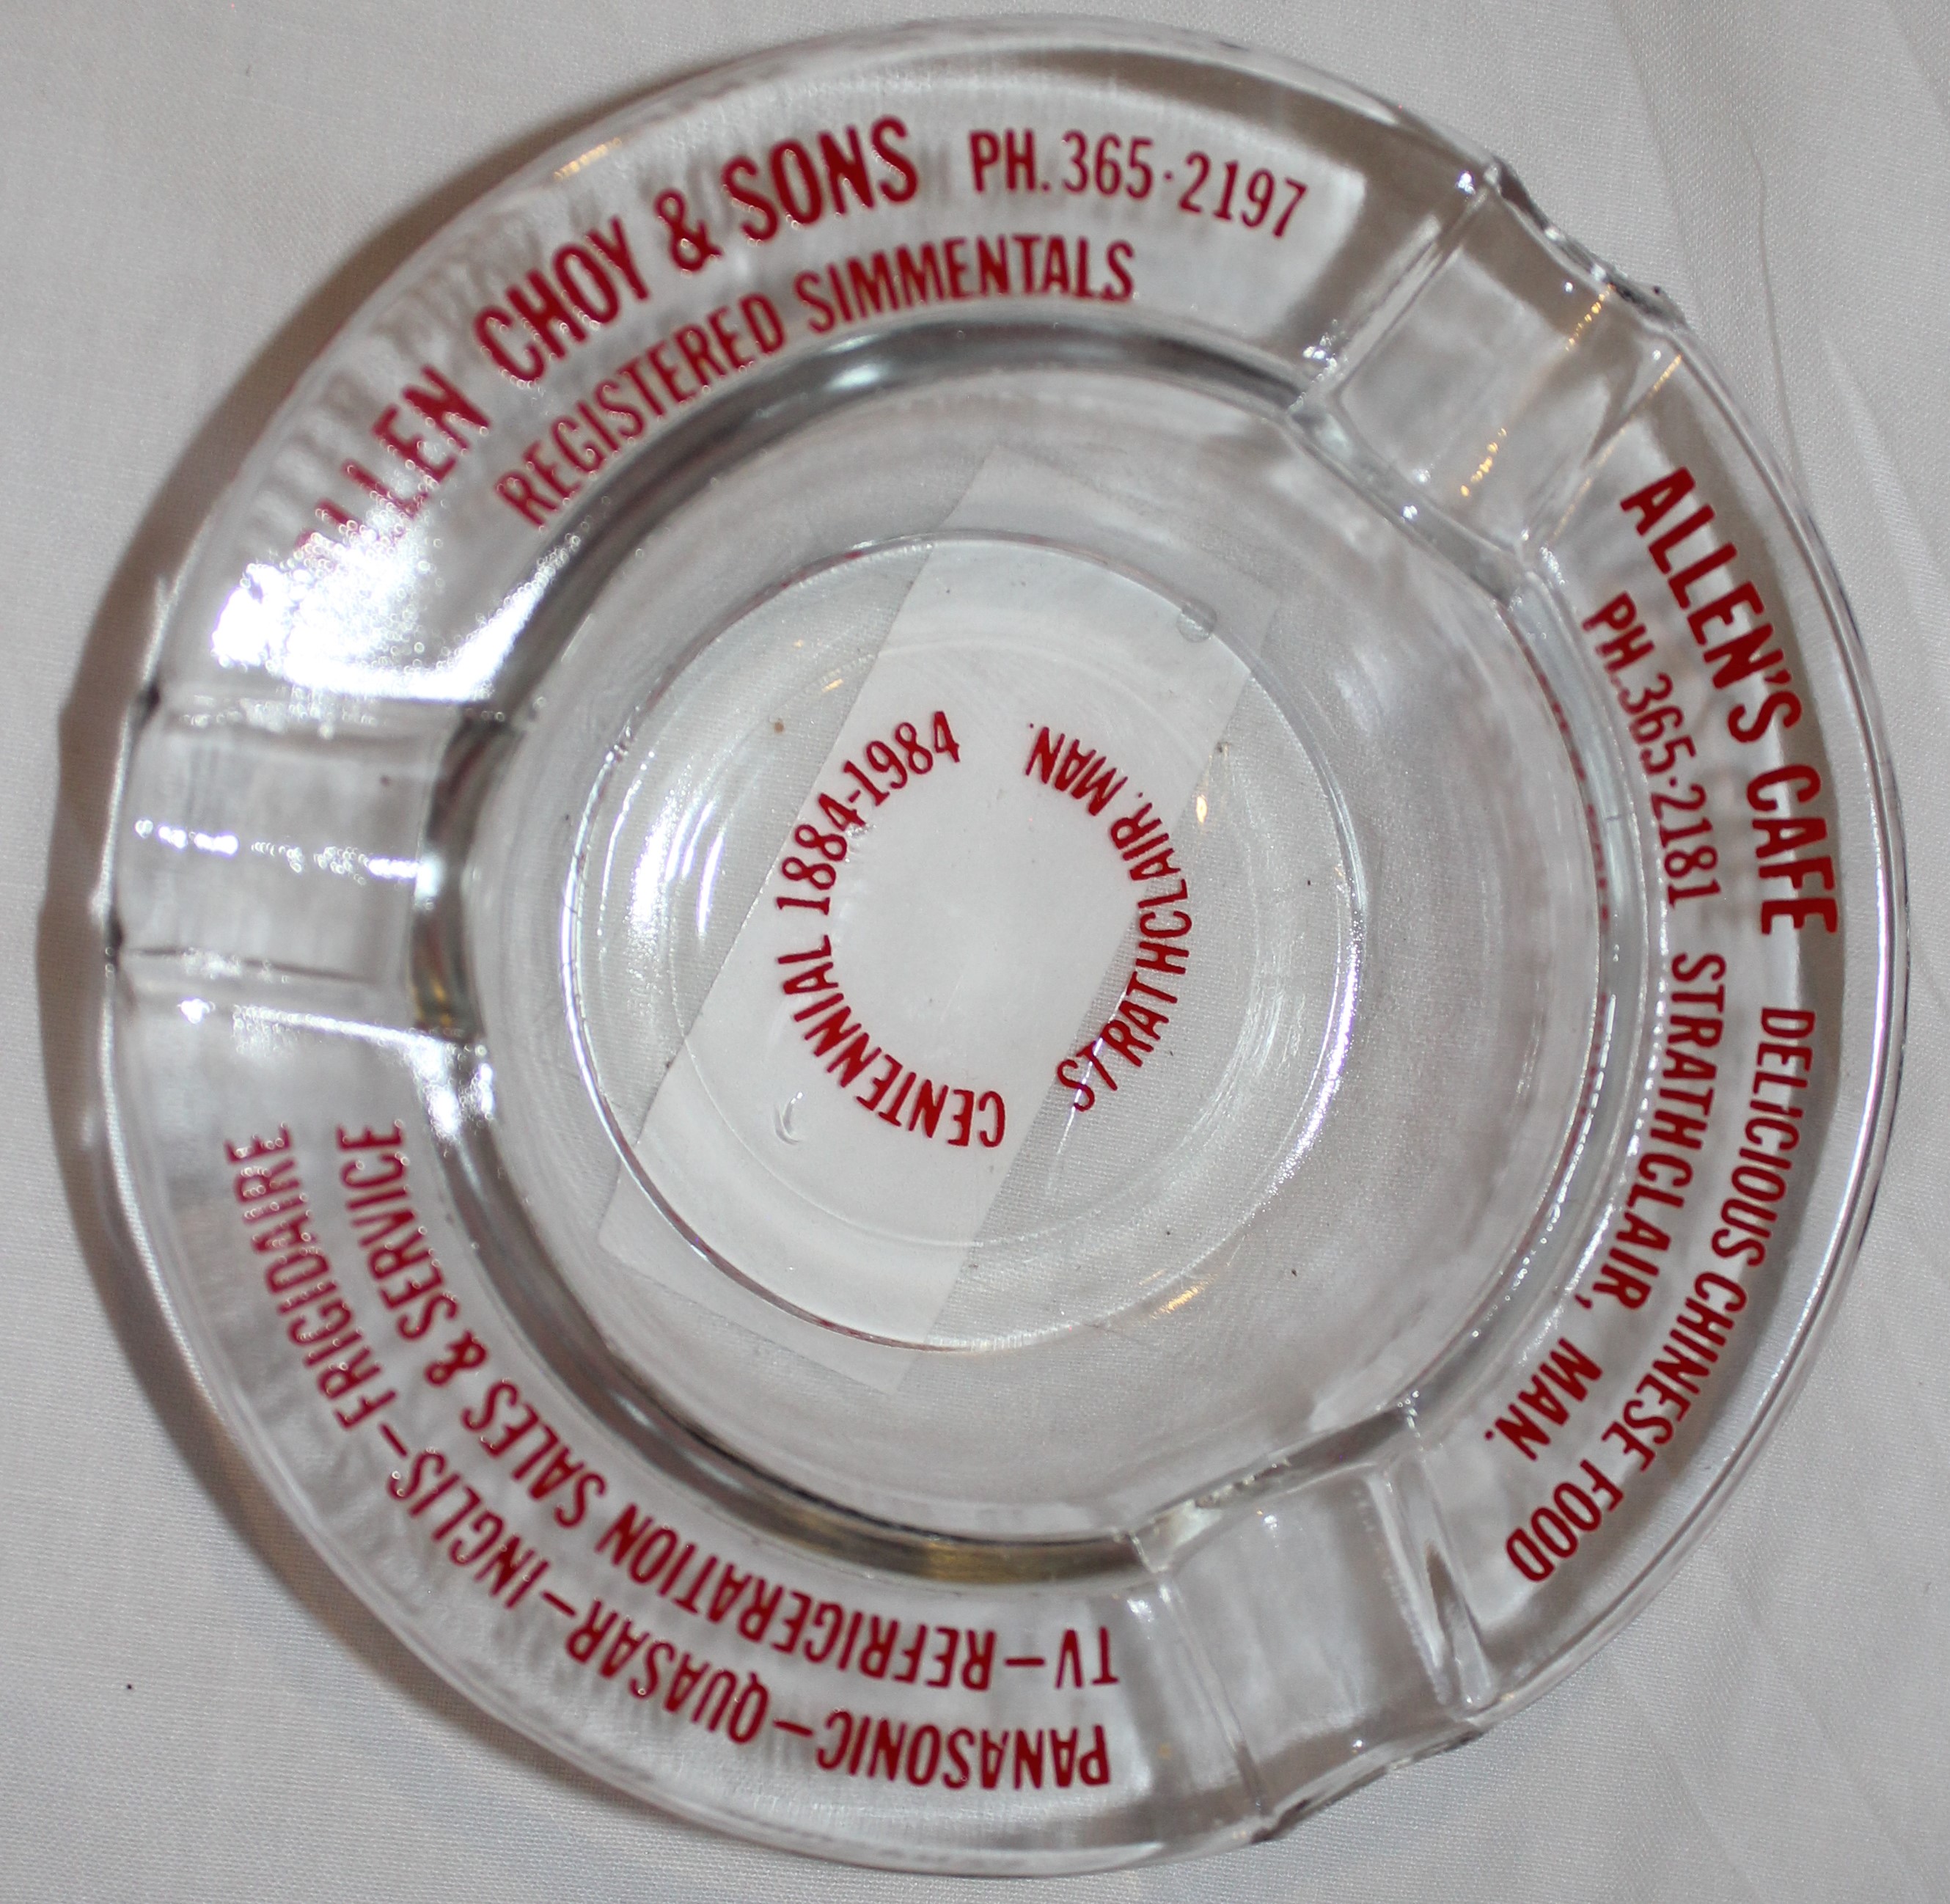 ALLEN CHOY & SONS PH. 365·2197
REGISTERED SIMMENTALS
ALLEN'S CAFE DELICIOUS CHINESE FOOD
PH. 365·2181 STRATHCLAIR, MAN.
PANASONIC–QUASAR–INGLIS–FRIGIDAIRE
TV–REFRIGERATION SALES & SERVICE
CENTENNIAL 1884-1984
STRATHCLAIR, MAN.